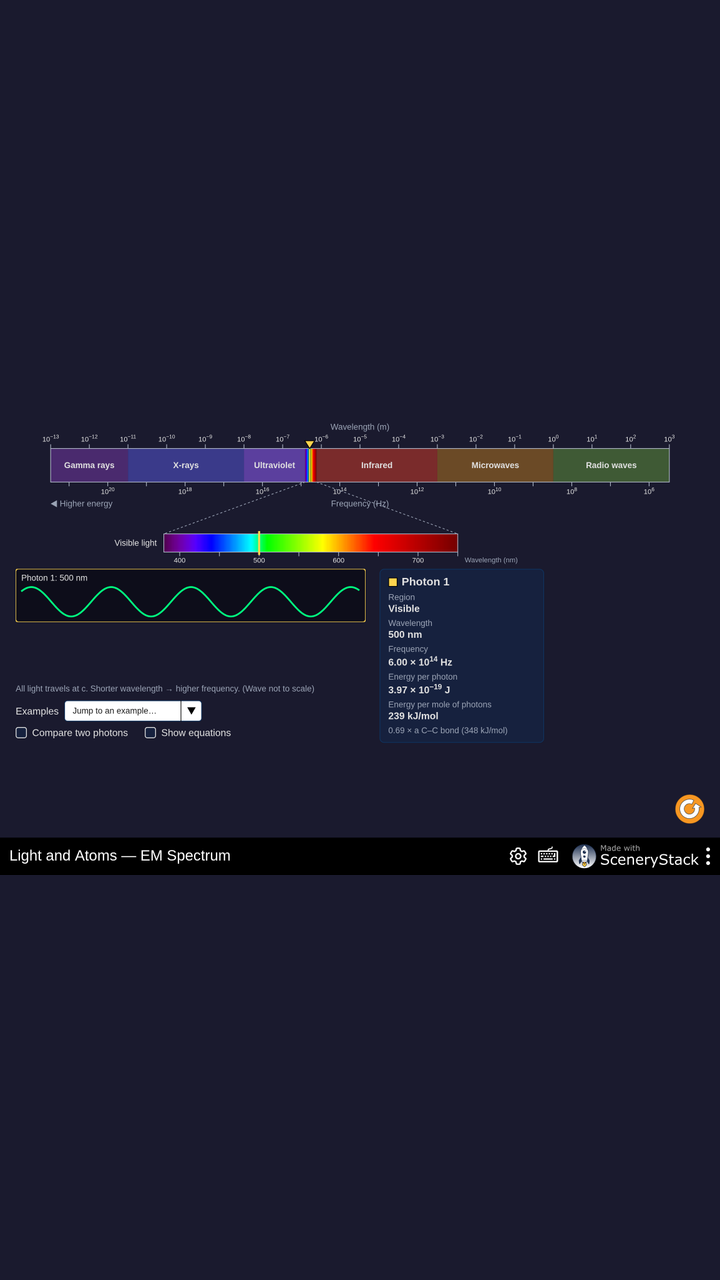 Wavelength (m)
10⁻¹³ 10⁻¹² 10⁻¹¹ 10⁻¹⁰ 10⁻⁹ 10⁻⁸ 10⁻⁷ 10⁻⁶ 10⁻⁵ 10⁻⁴ 10⁻³ 10⁻² 10⁻¹ 10⁰ 10¹ 10² 10³
Gamma rays X-rays Ultraviolet Infrared Microwaves Radio waves
10²⁰ 10¹⁸ 10¹⁶ 10¹⁴ 10¹² 10¹⁰ 10⁸ 10⁶
◀ Higher energy Frequency (Hz)
Visible light
400 500 600 700 Wavelength (nm)
Photon 1: 500 nm
Photon 1
Region
Visible
Wavelength
500 nm
Frequency
6.00 × 10¹⁴ Hz
Energy per photon
3.97 × 10⁻¹⁹ J
Energy per mole of photons
239 kJ/mol
0.69 × a C–C bond (348 kJ/mol)
All light travels at c. Shorter wavelength → higher frequency. (Wave not to scale)
Examples Jump to an example… ▼
Compare two photons Show equations
Light and Atoms — EM Spectrum
Made with
SceneryStack